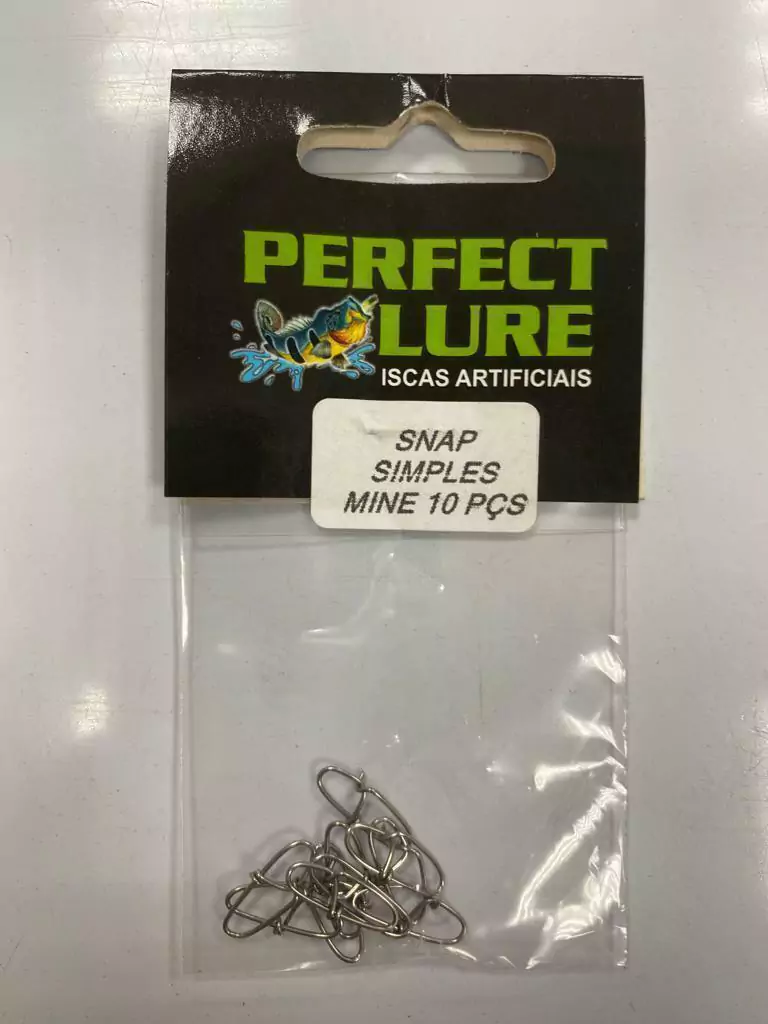 PERFECT
LURE
ISCAS ARTIFICIAIS
SNAP
SIMPLES
MINE 10 PÇS